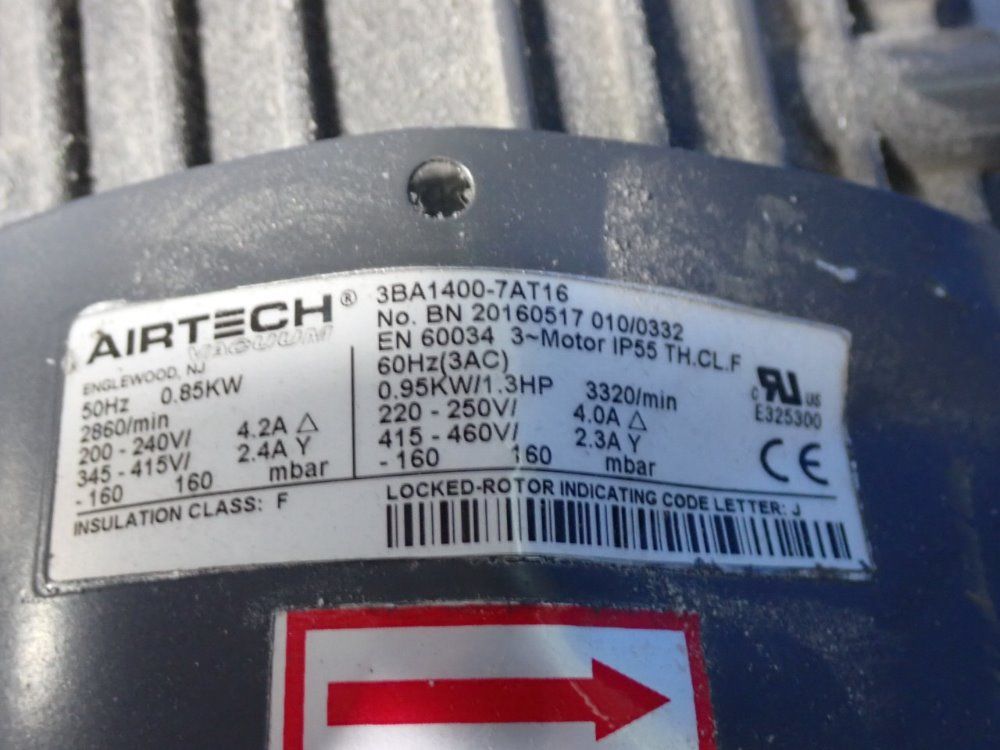 AIRTECH®
VACUUM
ENGLEWOOD, NJ
50Hz 0.85KW
2860/min
200 - 240V/ 4.2A △
345 - 415V/ 2.4A Y
- 160 160 mbar
INSULATION CLASS: F
3BA1400-7AT16
No. BN 20160517 010/0332
EN 60034 3~Motor IP55 TH.CL.F
60Hz(3AC)
0.95KW/1.3HP 3320/min
220 - 250V/ 4.0A △
415 - 460V/ 2.3A Y
- 160 160 mbar
LOCKED-ROTOR INDICATING CODE LETTER: J
c RU us
E325300
CE